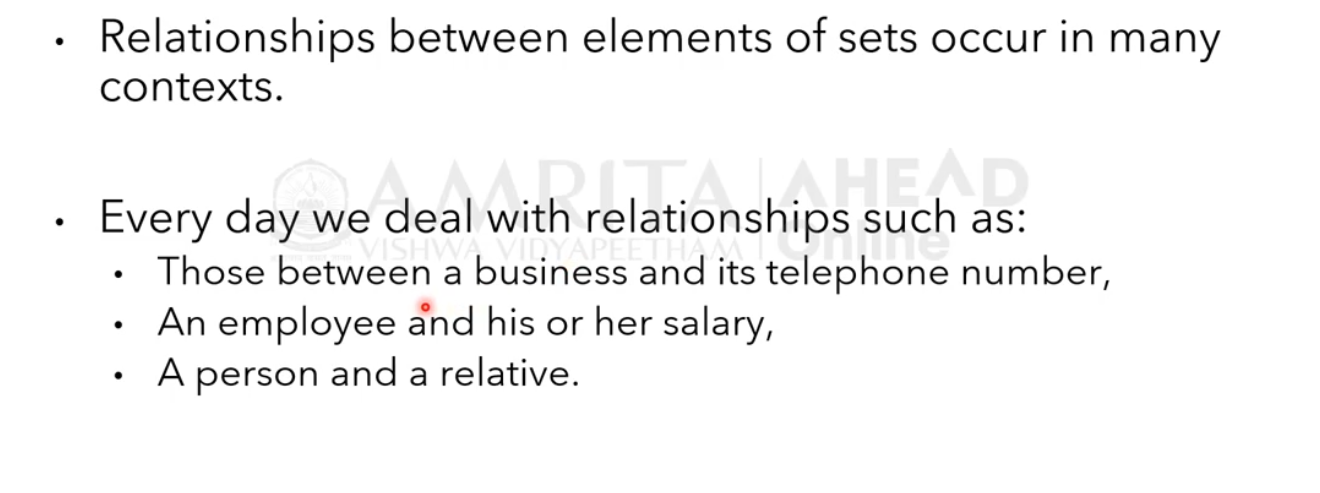 • Relationships between elements of sets occur in many
contexts.
AMRITA AHEAD
• Every day we deal with relationships such as:
VISHWA VIDYAPEETHAM Online
• Those between a business and its telephone number,
• An employee and his or her salary,
• A person and a relative.